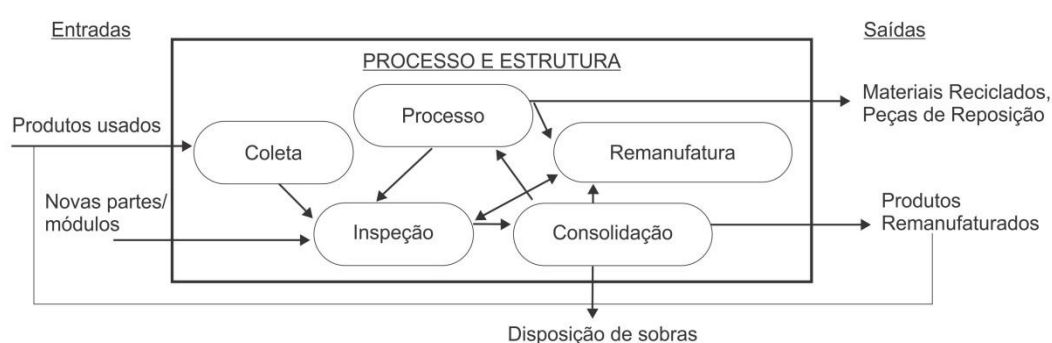 Entradas
Saídas
PROCESSO E ESTRUTURA
Processo
Materiais Reciclados,
Peças de Reposição
Produtos usados
Coleta
Remanufatura
Novas partes/
módulos
Inspeção
Consolidação
Produtos
Remanufaturados
Disposição de sobras